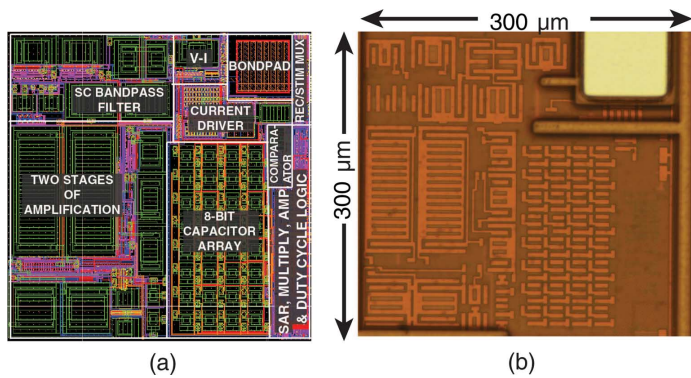 300 µm
V-I
BONDPAD
REC/STIM MUX
SC BANDPASS
FILTER
CURRENT
DRIVER
COMPARA-
ATOR
TWO STAGES
OF
AMPLIFICATION
8-BIT
CAPACITOR
ARRAY
SAR, MULTIPLY, AMP
& DUTY CYCLE LOGIC
300 µm
(a)
(b)